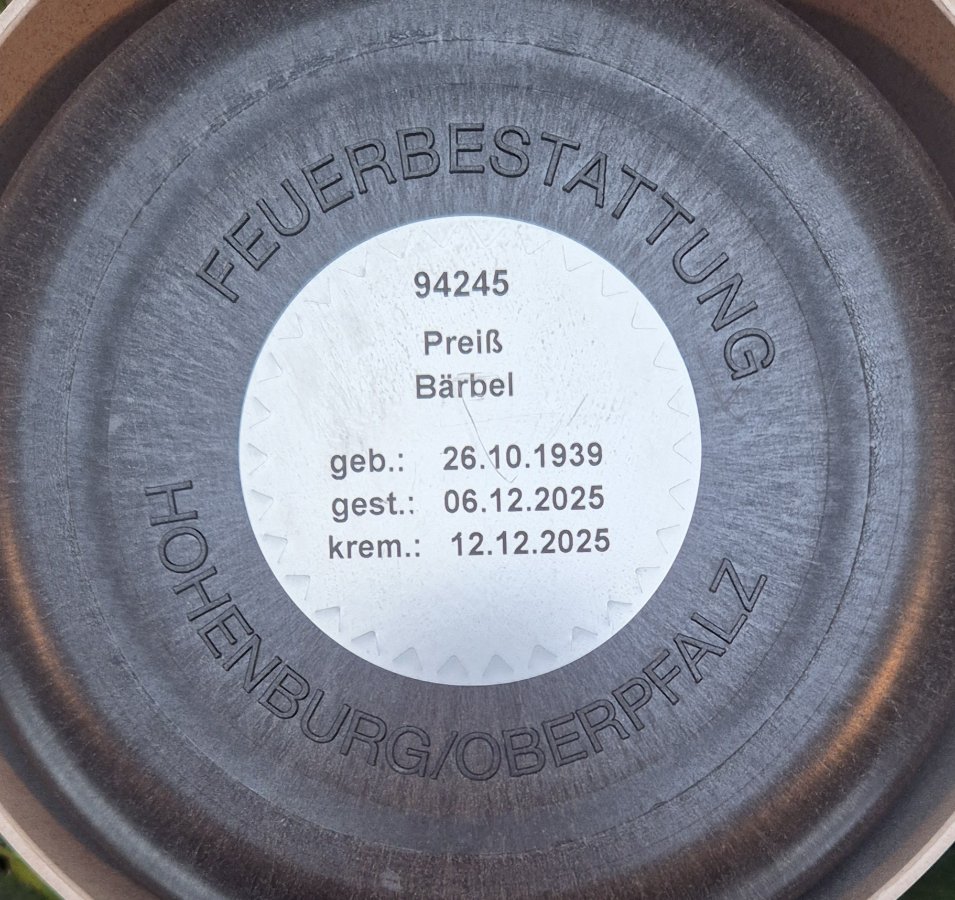 FEUERBESTATTUNG
94245
Preiß
Bärbel
geb.: 26.10.1939
gest.: 06.12.2025
krem.: 12.12.2025
HOHENBURG/OBERPFALZ